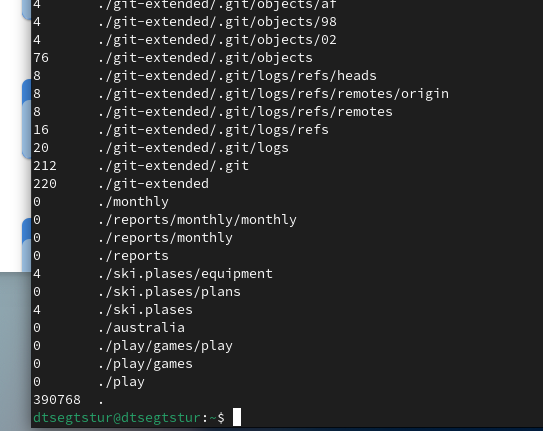 4 ./git-extended/.git/objects/af
4 ./git-extended/.git/objects/98
4 ./git-extended/.git/objects/02
76 ./git-extended/.git/objects
8 ./git-extended/.git/logs/refs/heads
8 ./git-extended/.git/logs/refs/remotes/origin
8 ./git-extended/.git/logs/refs/remotes
16 ./git-extended/.git/logs/refs
20 ./git-extended/.git/logs
212 ./git-extended/.git
220 ./git-extended
0 ./monthly
0 ./reports/monthly/monthly
0 ./reports/monthly
0 ./reports
4 ./ski.plases/equipment
0 ./ski.plases/plans
4 ./ski.plases
0 ./australia
0 ./play/games/play
0 ./play/games
0 ./play
390768 .
dtsegtstur@dtsegtstur:~$